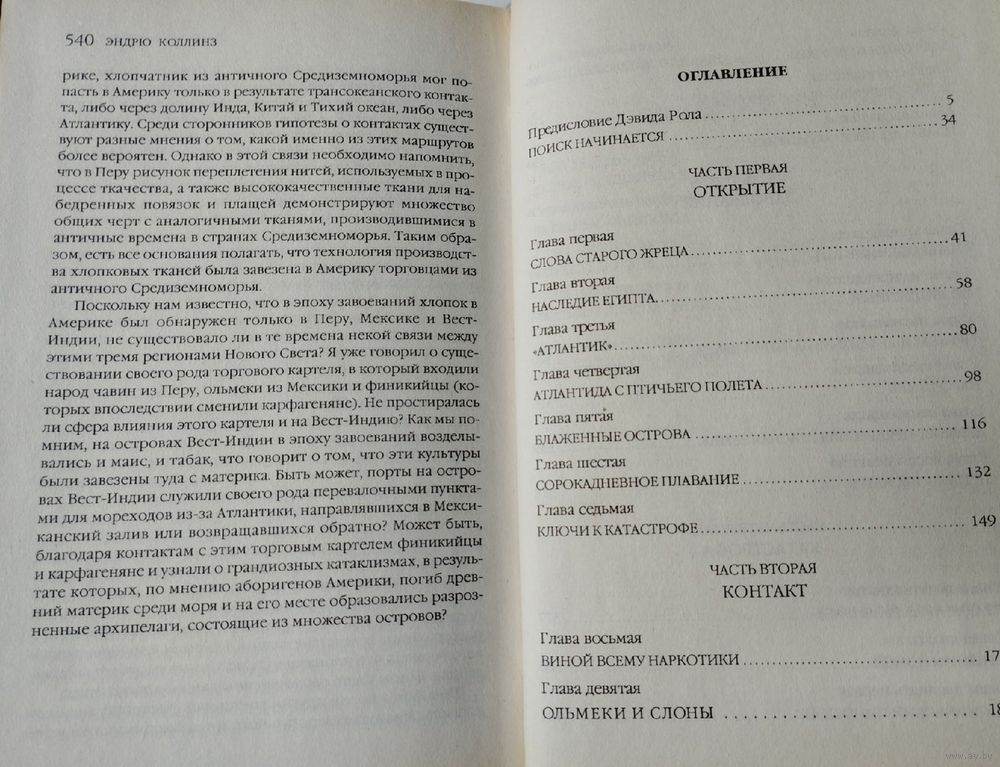 540 ЭНДРЮ КОЛЛИНЗ
рике, хлопчатник из античного Средиземноморья мог по-
пасть в Америку только в результате трансокеанского контак-
та, либо через долину Инда, Китай и Тихий океан, либо через
Атлантику. Среди сторонников гипотезы о контактах сущест-
вуют разные мнения о том, какой именно из этих маршрутов
более вероятен. Однако в этой связи необходимо напомнить,
что в Перу рисунок переплетения нитей, используемых в про-
цессе ткачества, а также высококачественные ткани для на-
бедренных повязок и плащей демонстрируют множество
общих черт с аналогичными тканями, производившимися в
античные времена в странах Средиземноморья. Таким обра-
зом, есть все основания полагать, что технология производст-
ва хлопковых тканей была завезена в Америку торговцами из
античного Средиземноморья.
Поскольку нам известно, что в эпоху завоеваний хлопок в
Америке был обнаружен только в Перу, Мексике и Вест-
Индии, не существовало ли в те времена некой связи между
этими тремя регионами Нового Света? Я уже говорил о суще-
ствовании своего рода торгового картеля, в который входили
народ чавин из Перу, ольмеки из Мексики и финикийцы (ко-
торых впоследствии сменили карфагеняне). Не простиралась
ли сфера влияния этого картеля и на Вест-Индию? Как мы по-
мним, на островах Вест-Индии в эпоху завоеваний возделы-
вались и маис, и табак, что говорит о том, что эти культуры
были завезены туда с материка. Быть может, порты на остро-
вах Вест-Индии служили своего рода перевалочными пункта-
ми для мореходов из-за Атлантики, направлявшихся в Мекси-
канский залив или возвращавшихся обратно? Может быть,
благодаря контактам с этим торговым картелем финикийцы
и карфагеняне и узнали о грандиозных катаклизмах, в резуль-
тате которых, по мнению аборигенов Америки, погиб древ-
ний материк среди моря и на его месте образовались разроз-
ненные архипелаги, состоящие из множества островов?
ОГЛАВЛЕНИЕ
Предисловие Дэвида Рола 5
ПОИСК НАЧИНАЕТСЯ 34
ЧАСТЬ ПЕРВАЯ
ОТКРЫТИЕ
Глава первая
СЛОВА СТАРОГО ЖРЕЦА 41
Глава вторая
НАСЛЕДИЕ ЕГИПТА 58
Глава третья
«АТЛАНТИК» 80
Глава четвертая
АТЛАНТИДА С ПТИЧЬЕГО ПОЛЕТА 98
Глава пятая
БЛАЖЕННЫЕ ОСТРОВА 116
Глава шестая
СОРОКАДНЕВНОЕ ПЛАВАНИЕ 132
Глава седьмая
КЛЮЧИ К КАТАСТРОФЕ 149
ЧАСТЬ ВТОРАЯ
КОНТАКТ
Глава восьмая
ВИНОЙ ВСЕМУ НАРКОТИКИ 17
Глава девятая
ОЛЬМЕКИ И СЛОНЫ 18
www.ay.by